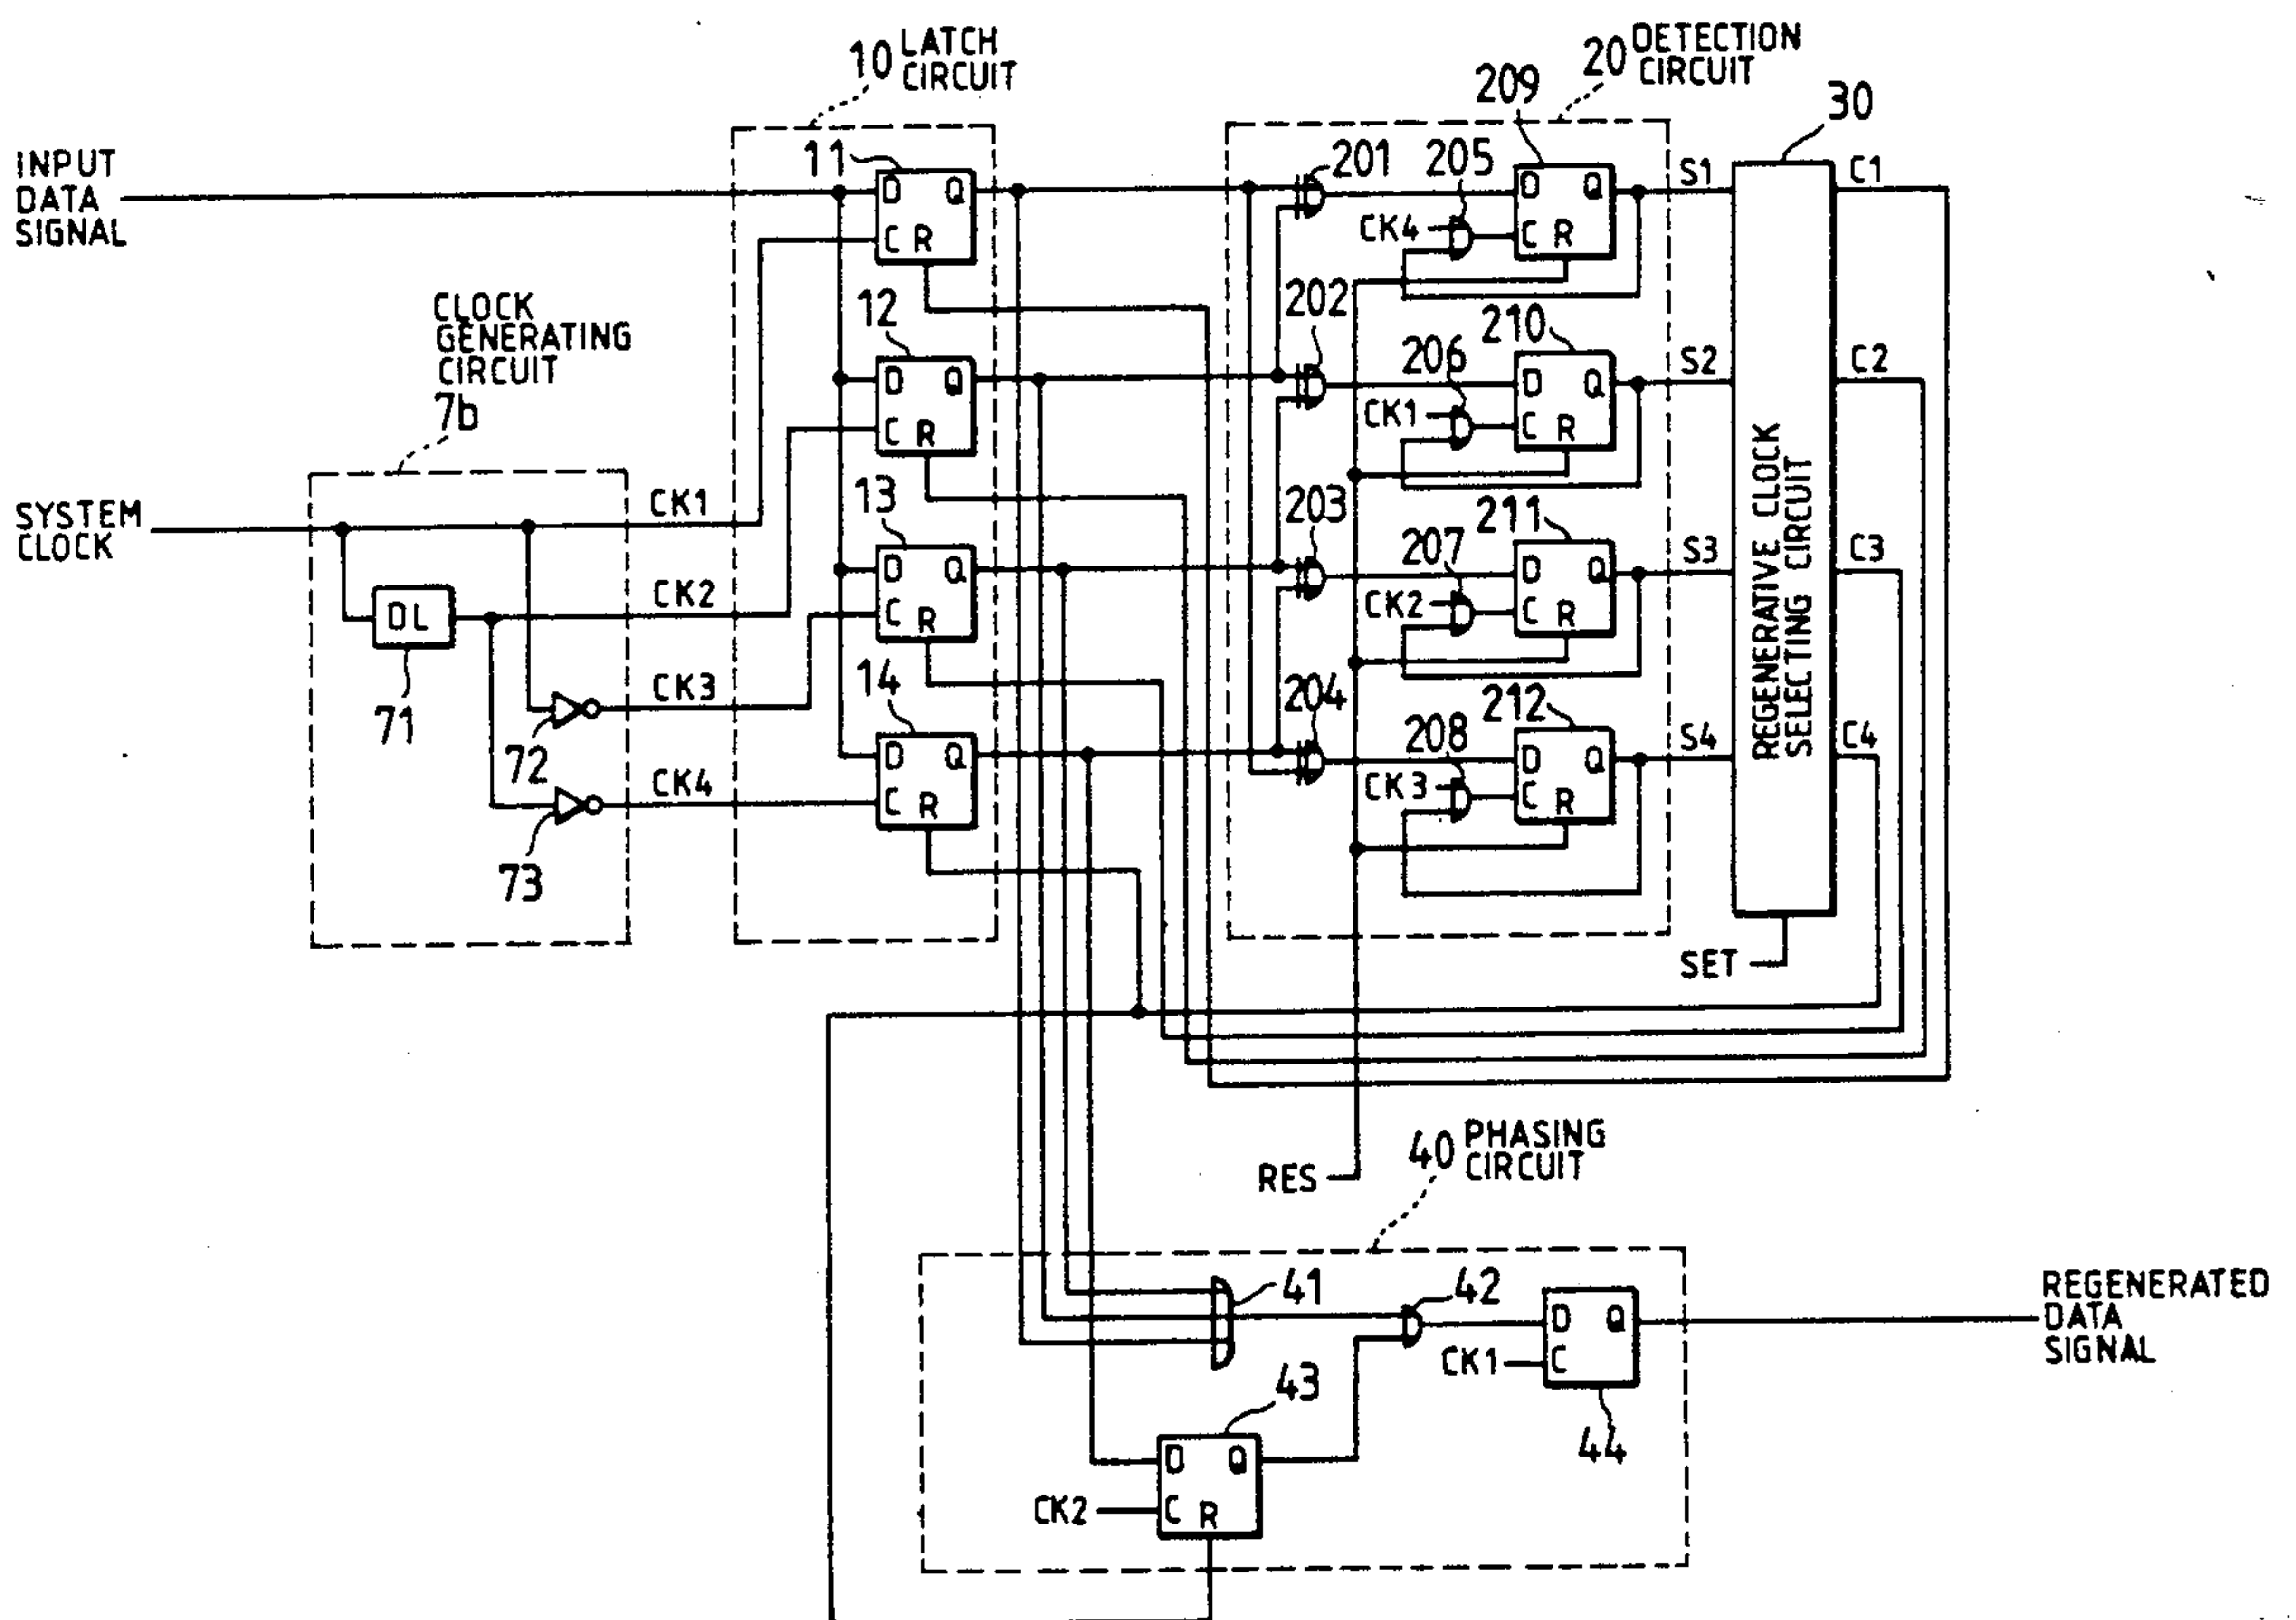 10 LATCH
CIRCUIT
20 DETECTION
CIRCUIT
209
30
INPUT
DATA
SIGNAL
11
D Q
C R
201
205
CK4
D Q
C R
S1
C1
CLOCK
GENERATING
CIRCUIT
7b
12
D Q
C R
202
206
CK1
210
D Q
C R
S2
C2
SYSTEM
CLOCK
CK1
13
D Q
C R
203
207
CK2
211
D Q
C R
S3
C3
REGENERATIVE CLOCK
SELECTING CIRCUIT
DL
71
CK2
72
CK3
14
D Q
C R
204
208
CK3
212
D Q
C R
S4
C4
73
CK4
SET
RES
40 PHASING
CIRCUIT
41
42
D Q
C
CK1
44
REGENERATED
DATA
SIGNAL
43
D Q
C R
CK2